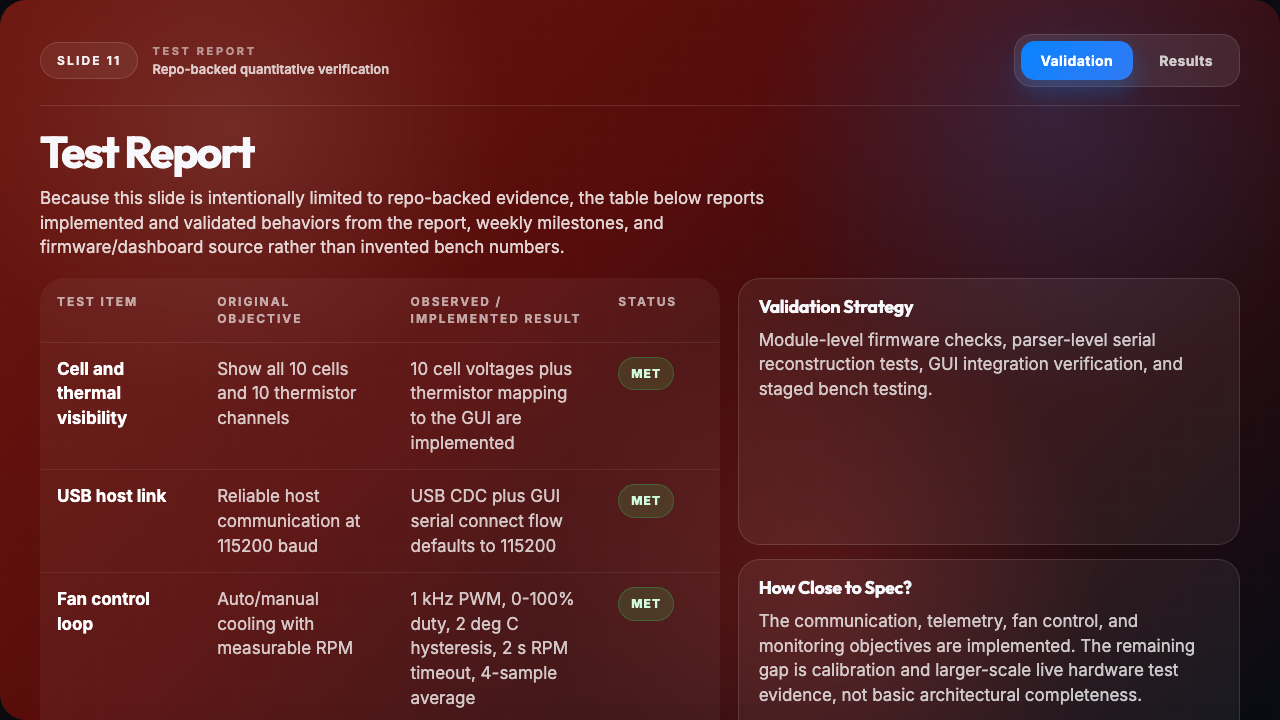 SLIDE 11
TEST REPORT
Repo-backed quantitative verification
Validation
Results
Test Report
Because this slide is intentionally limited to repo-backed evidence, the table below reports
implemented and validated behaviors from the report, weekly milestones, and
firmware/dashboard source rather than invented bench numbers.
TEST ITEM
ORIGINAL
OBJECTIVE
OBSERVED /
IMPLEMENTED RESULT
STATUS
Cell and
thermal
visibility
Show all 10 cells
and 10 thermistor
channels
10 cell voltages plus
thermistor mapping
to the GUI are
implemented
MET
USB host link
Reliable host
communication at
115200 baud
USB CDC plus GUI
serial connect flow
defaults to 115200
MET
Fan control
loop
Auto/manual
cooling with
measurable RPM
1 kHz PWM, 0-100%
duty, 2 deg C
hysteresis, 2 s RPM
timeout, 4-sample
average
MET
Validation Strategy
Module-level firmware checks, parser-level serial
reconstruction tests, GUI integration verification, and
staged bench testing.
How Close to Spec?
The communication, telemetry, fan control, and
monitoring objectives are implemented. The remaining
gap is calibration and larger-scale live hardware test
evidence, not basic architectural completeness.